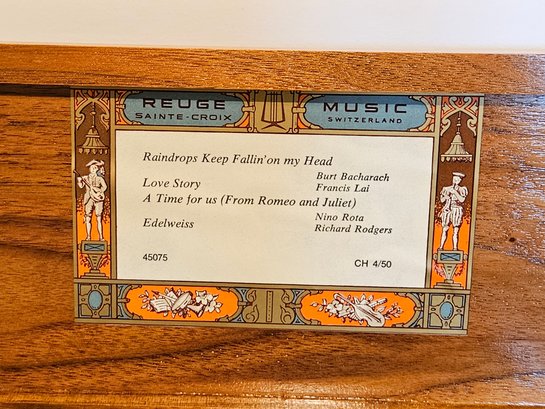 REUGE MUSIC
SAINTE-CROIX SWITZERLAND
Raindrops Keep Fallin'on my Head
Burt Bacharach
Love Story Francis Lai
A Time for us (From Romeo and Juliet)
Nino Rota
Edelweiss Richard Rodgers
45075 CH 4/50